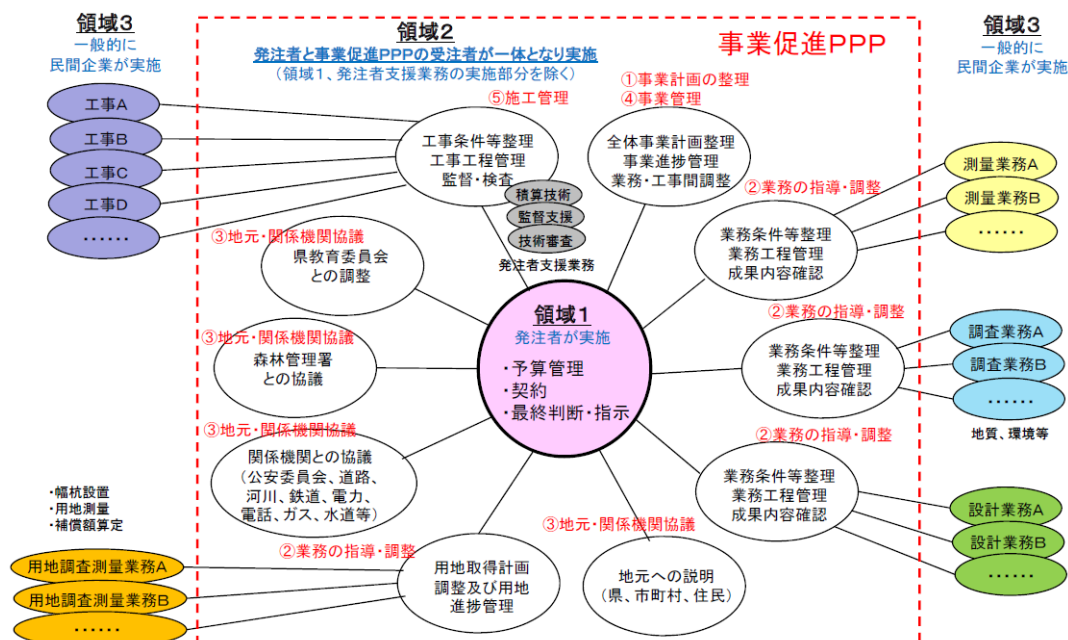 領域3
一般的に
民間企業が実施
工事A
工事B
工事C
工事D
……
領域2
発注者と事業促進PPPの受注者が一体となり実施
(領域1、発注者支援業務の実施部分を除く)
事業促進PPP
領域3
一般的に
民間企業が実施
⑤施工管理
工事条件等整理
工事工程管理
監督・検査
積算技術
監督支援
技術審査
発注者支援業務
①事業計画の整理
④事業管理
全体事業計画整理
事業進捗管理
業務・工事間調整
②業務の指導・調整
業務条件等整理
業務工程管理
成果内容確認
測量業務A
測量業務B
……
③地元・関係機関協議
県教育委員会
との調整
領域1
発注者が実施
・予算管理
・契約
・最終判断・指示
②業務の指導・調整
業務条件等整理
業務工程管理
成果内容確認
調査業務A
調査業務B
……
地質、環境等
③地元・関係機関協議
森林管理署
との協議
③地元・関係機関協議
関係機関との協議
(公安委員会、道路、
河川、鉄道、電力、
電話、ガス、水道等)
②業務の指導・調整
業務条件等整理
業務工程管理
成果内容確認
設計業務A
設計業務B
……
・幅杭設置
・用地測量
・補償額算定
用地調査測量業務A
用地調査測量業務B
……
②業務の指導・調整
用地取得計画
調整及び用地
進捗管理
③地元・関係機関協議
地元への説明
(県、市町村、住民)